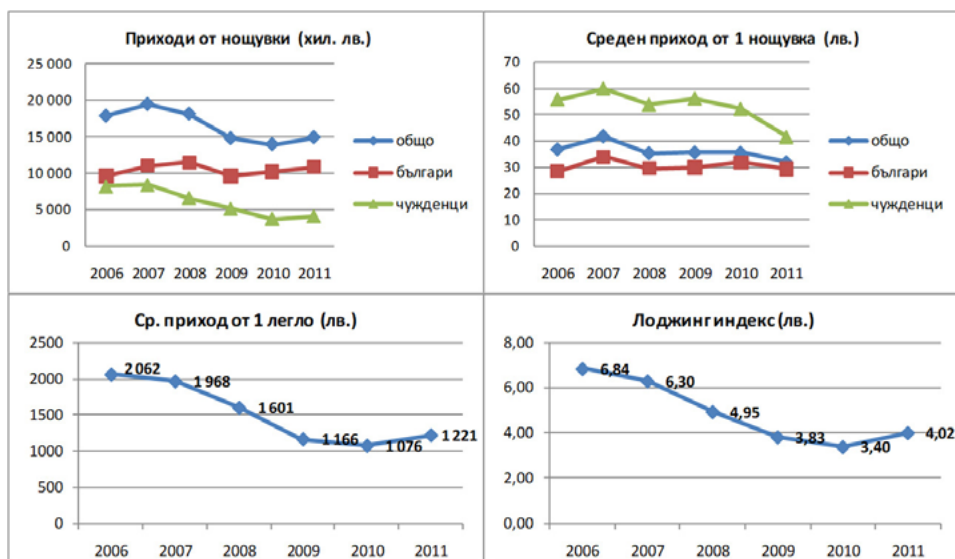 Приходи от нощувки (хил. лв.)
25 000
20 000
15 000
10 000
5 000
0
2006 2007 2008 2009 2010 2011
общо
българи
чужденци
Среден приход от 1 нощувка (лв.)
70
60
50
40
30
20
10
0
2006 2007 2008 2009 2010 2011
общо
българи
чужденци
Ср. приход от 1 легло (лв.)
2500
2000
1500
1000
500
0
2 062
1 968
1 601
1 166
1 076
1 221
2006 2007 2008 2009 2010 2011
Лоджинг индекс (лв.)
8,00
6,00
4,00
2,00
0,00
6,84
6,30
4,95
3,83
3,40
4,02
2006 2007 2008 2009 2010 2011